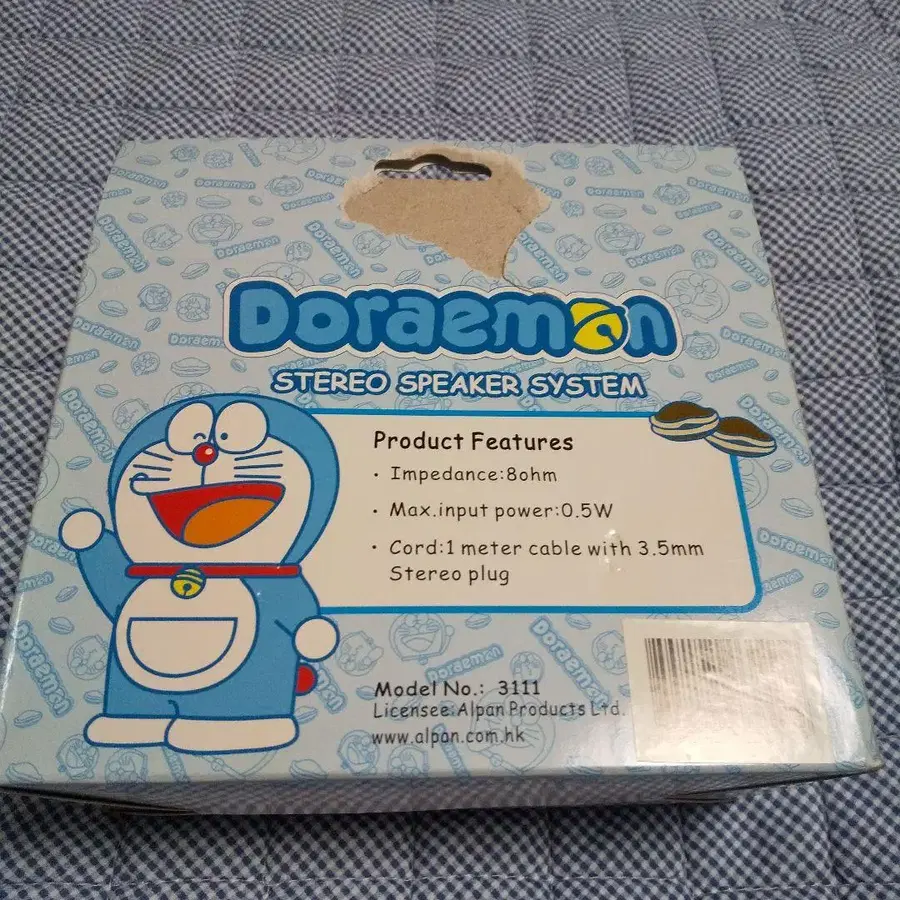 Doraemon
STEREO SPEAKER SYSTEM
Product Features
· Impedance:8ohm
· Max.input power:0.5W
· Cord:1 meter cable with 3.5mm
Stereo plug
Model No.: 3111
Licensee:Alpan Products Ltd.
www.alpan.com.hk